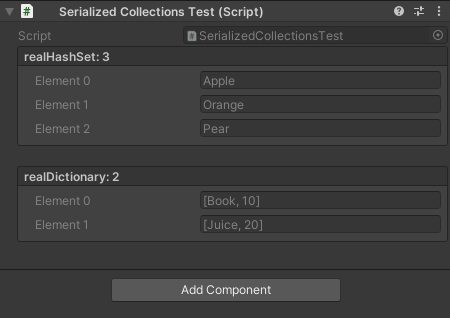 Serialized Collections Test (Script)
Script SerializedCollectionsTest
realHashSet: 3
Element 0 Apple
Element 1 Orange
Element 2 Pear
realDictionary: 2
Element 0 [Book, 10]
Element 1 [Juice, 20]
Add Component